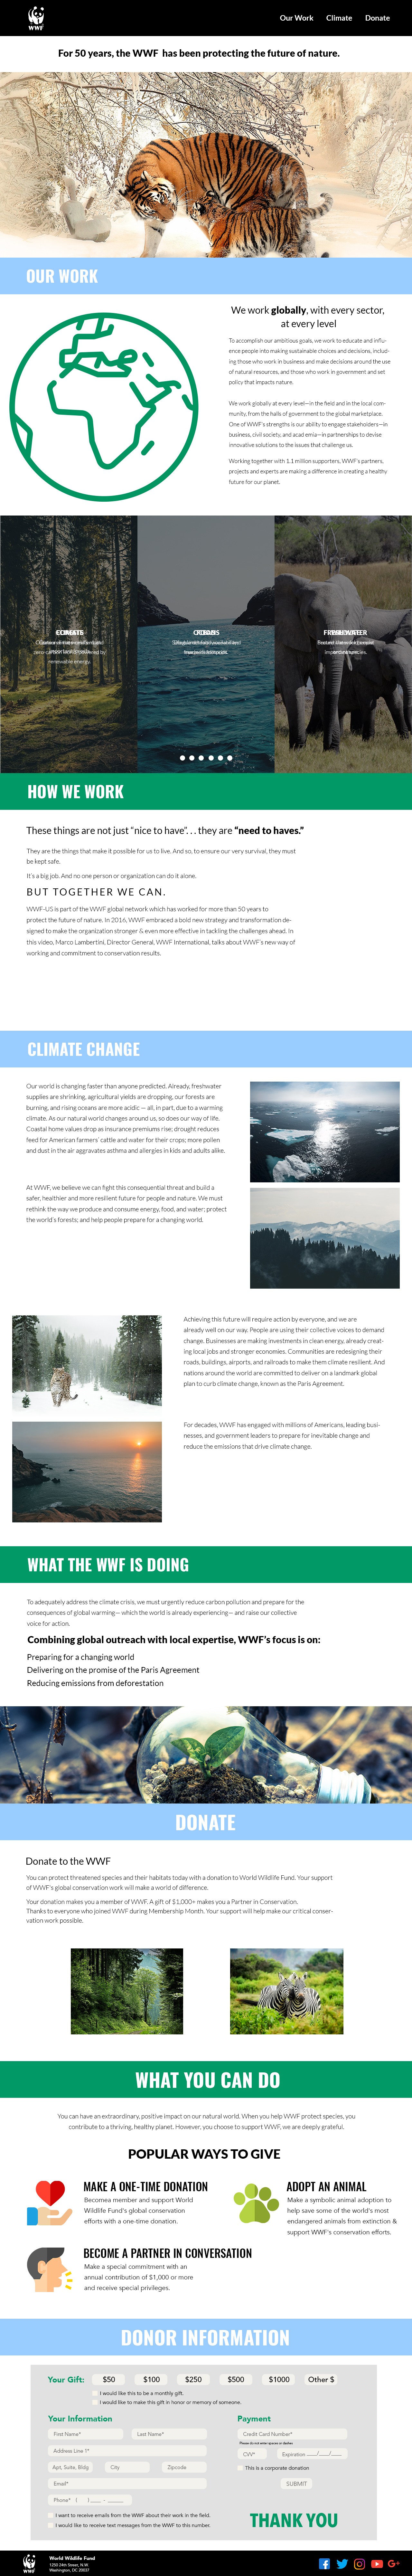 WWF
Our Work Climate Donate
For 50 years, the WWF has been protecting the future of nature.
OUR WORK
We work globally, with every sector,
at every level
To accomplish our ambitious goals, we work to educate and influ-
ence people into making sustainable choices and decisions, includ-
ing those who work in business and make decisions around the use
of natural resources, and those who work in government and set
policy that impacts nature.
We work globally at every level—in the field and in the local com-
munity, from the halls of government to the global marketplace.
One of WWF's strengths is our ability to engage stakeholders—in
business, civil society, and acad emia—in partnerships to devise
innovative solutions to the issues that challenge us.
Working together with 1.1 million supporters, WWF's partners,
projects and experts are making a difference in creating a healthy
future for our planet.
renewable energy.
HOW WE WORK
These things are not just "nice to have"... they are "need to haves."
They are the things that make it possible for us to live. And so, to ensure our very survival, they must
be kept safe.
It's a big job. And no one person or organization can do it alone.
BUT TOGETHER WE CAN.
WWF-US is part of the WWF global network which has worked for more than 50 years to
protect the future of nature. In 2016, WWF embraced a bold new strategy and transformation de-
signed to make the organization stronger & even more effective in tackling the challenges ahead. In
this video, Marco Lambertini, Director General, WWF International, talks about WWF's new way of
working and commitment to conservation results.
CLIMATE CHANGE
Our world is changing faster than anyone predicted. Already, freshwater
supplies are shrinking, agricultural yields are dropping, our forests are
burning, and rising oceans are more acidic — all, in part, due to a warming
climate. As our natural world changes around us, so does our way of life.
Coastal home values drop as insurance premiums rise; drought reduces
feed for American farmers' cattle and water for their crops; more pollen
and dust in the air aggravates asthma and allergies in kids and adults alike.
At WWF, we believe we can fight this consequential threat and build a
safer, healthier and more resilient future for people and nature. We must
rethink the way we produce and consume energy, food, and water; protect
the world's forests; and help people prepare for a changing world.
Achieving this future will require action by everyone, and we are
already well on our way. People are using their collective voices to demand
change. Businesses are making investments in clean energy, already creat-
ing local jobs and stronger economies. Communities are redesigning their
roads, buildings, airports, and railroads to make them climate resilient. And
nations around the world are committed to deliver on a landmark global
plan to curb climate change, known as the Paris Agreement.
For decades, WWF has engaged with millions of Americans, leading busi-
nesses, and government leaders to prepare for inevitable change and
reduce the emissions that drive climate change.
WHAT THE WWF IS DOING
To adequately address the climate crisis, we must urgently reduce carbon pollution and prepare for the
consequences of global warming— which the world is already experiencing— and raise our collective
voice for action.
Combining global outreach with local expertise, WWF's focus is on:
Preparing for a changing world
Delivering on the promise of the Paris Agreement
Reducing emissions from deforestation
DONATE
Donate to the WWF
You can protect threatened species and their habitats today with a donation to World Wildlife Fund. Your support
of WWF's global conservation work will make a world of difference.
Your donation makes you a member of WWF. A gift of $1,000+ makes you a Partner in Conservation.
Thanks to everyone who joined WWF during Membership Month. Your support will help make our critical conser-
vation work possible.
WHAT YOU CAN DO
You can have an extraordinary, positive impact on our natural world. When you help WWF protect species, you
contribute to a thriving, healthy planet. However, you choose to support WWF, we are deeply grateful.
POPULAR WAYS TO GIVE
MAKE A ONE-TIME DONATION
Becomea member and support World
Wildlife Fund's global conservation
efforts with a one-time donation.
ADOPT AN ANIMAL
Make a symbolic animal adoption to
help save some of the world's most
endangered animals from extinction &
support WWF's conservation efforts.
BECOME A PARTNER IN CONVERSATION
Make a special commitment with an
annual contribution of $1,000 or more
and receive special privileges.
DONOR INFORMATION
Your Gift: $50 $100 $250 $500 $1000 Other $
I would like this to be a monthly gift.
I would like to make this gift in honor or memory of someone.
Your Information
First Name* Last Name*
Address Line 1*
Apt, Suite, Bldg City Zipcode
Email*
Phone* ( ) ____ - ______
I want to receive emails from the WWF about their work in the field.
I would live to receive text messages from the WWF to this number.
Payment
Credit Card Number*
Please do not enter spaces or dashes
CVV* Expiration ____/____/____
This is a corporate donation
SUBMIT
THANK YOU
WWF
World Wildlife Fund
1250 24th Street, N.W.
Washington, DC 20037